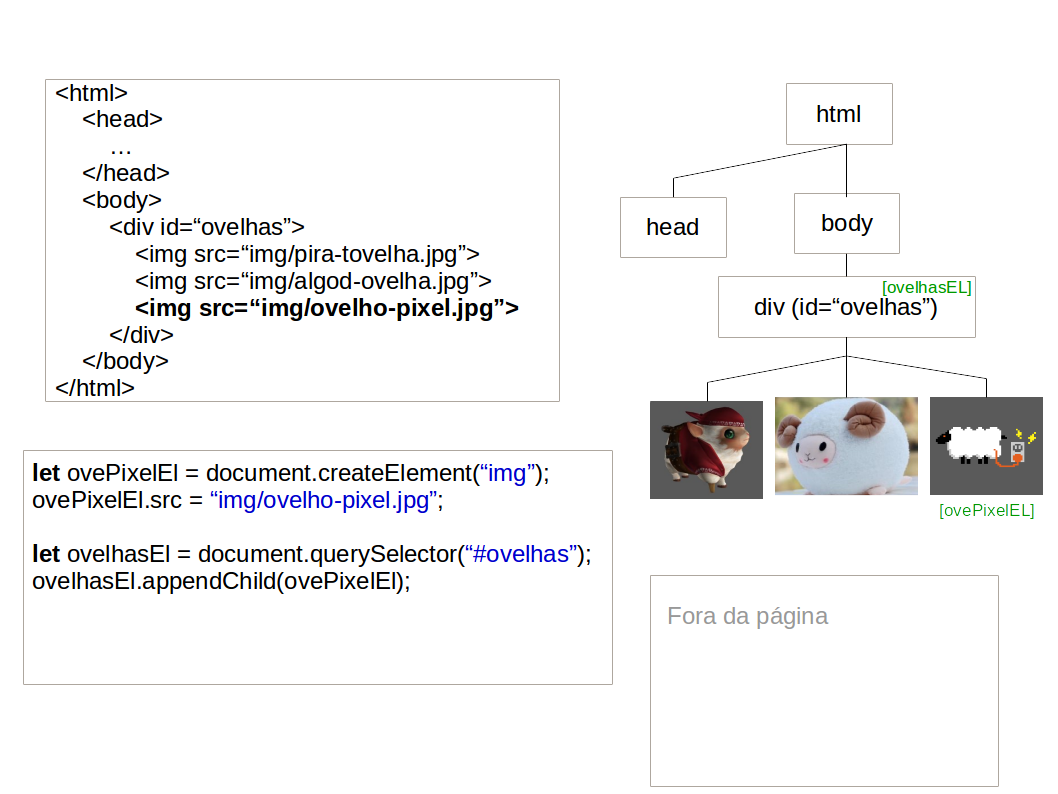 <html>
<head>
…
</head>
<body>
<div id=“ovelhas”>
<img src=“img/pira-tovelha.jpg”>
<img src=“img/algod-ovelha.jpg”>
<img src=“img/ovelho-pixel.jpg”>
</div>
</body>
</html>
let ovePixelEl = document.createElement(“img”);
ovePixelEl.src = “img/ovelho-pixel.jpg”;
let ovelhasEl = document.querySelector(“#ovelhas”);
ovelhasEl.appendChild(ovePixelEl);
html
head
body
[ovelhasEL]
div (id=“ovelhas”)
[ovePixelEL]
Fora da página